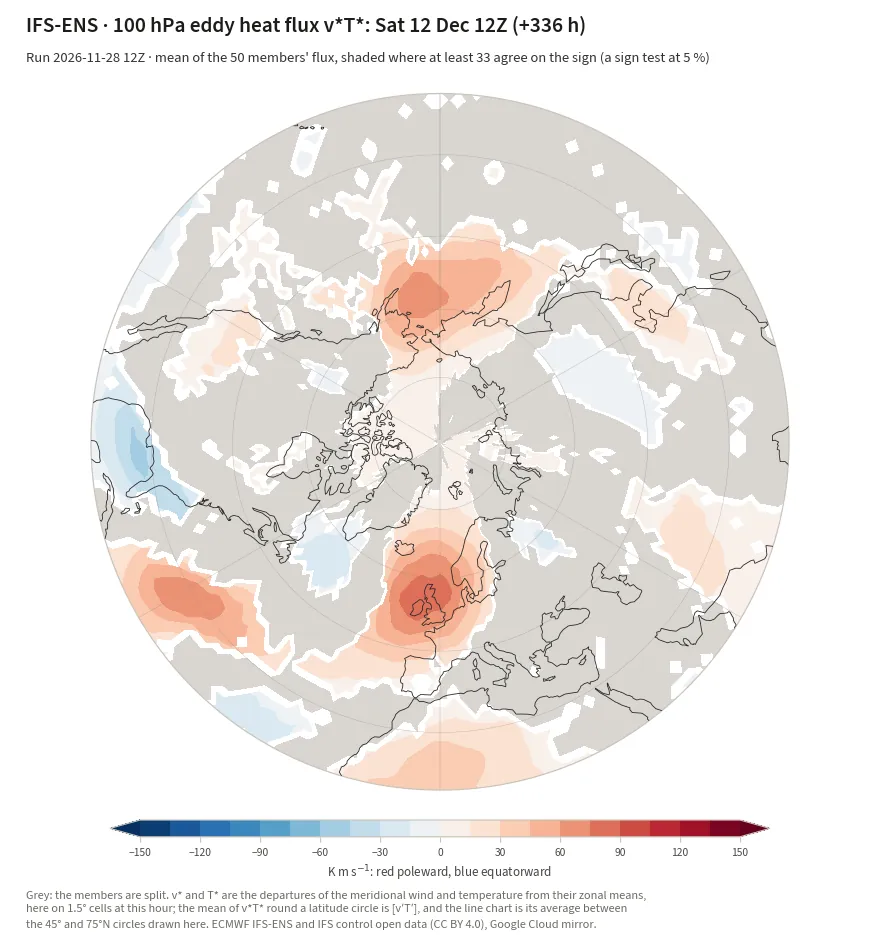 IFS-ENS · 100 hPa eddy heat flux v*T*: Sat 12 Dec 12Z (+336 h)
Run 2026-11-28 12Z · mean of the 50 members' flux, shaded where at least 33 agree on the sign (a sign test at 5 %)
−150 −120 −90 −60 −30 0 30 60 90 120 150
K m s⁻¹: red poleward, blue equatorward
Grey: the members are split. v* and T* are the departures of the meridional wind and temperature from their zonal means,
here on 1.5° cells at this hour; the mean of v*T* round a latitude circle is [v'T'], and the line chart is its average between
the 45° and 75°N circles drawn here. ECMWF IFS-ENS and IFS control open data (CC BY 4.0), Google Cloud mirror.